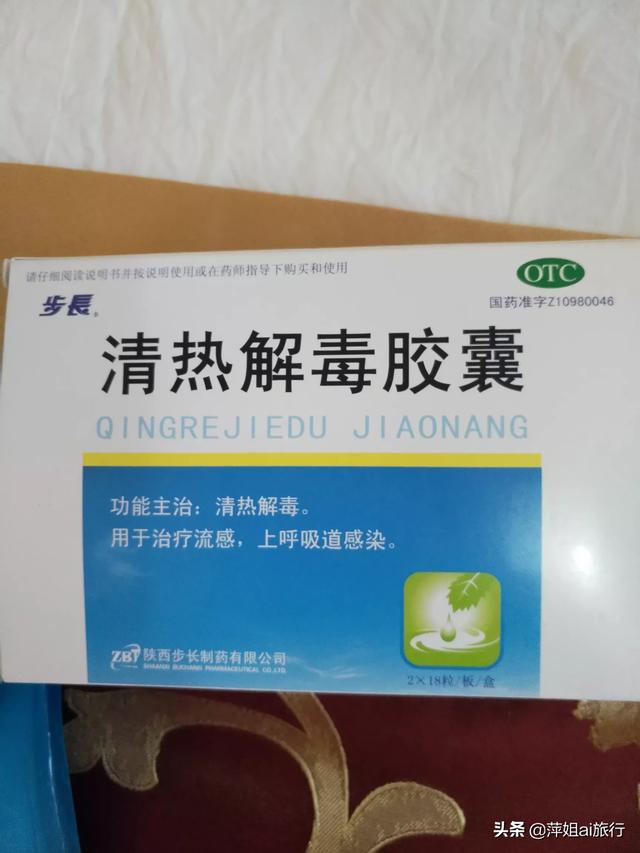 请仔细阅读说明书并按说明使用或在药师指导下购买和使用
OTC
步長®
国药准字Z10980046
清热解毒胶囊
QINGREJIEDU JIAONANG
功能主治：清热解毒。
用于治疗流感，上呼吸道感染。
ZBT 陕西步长制药有限公司
SHAANXI BUCHANG PHARMACEUTICAL CO.,LTD.
2×18粒/板/盒
头条 @萍姐ai旅行